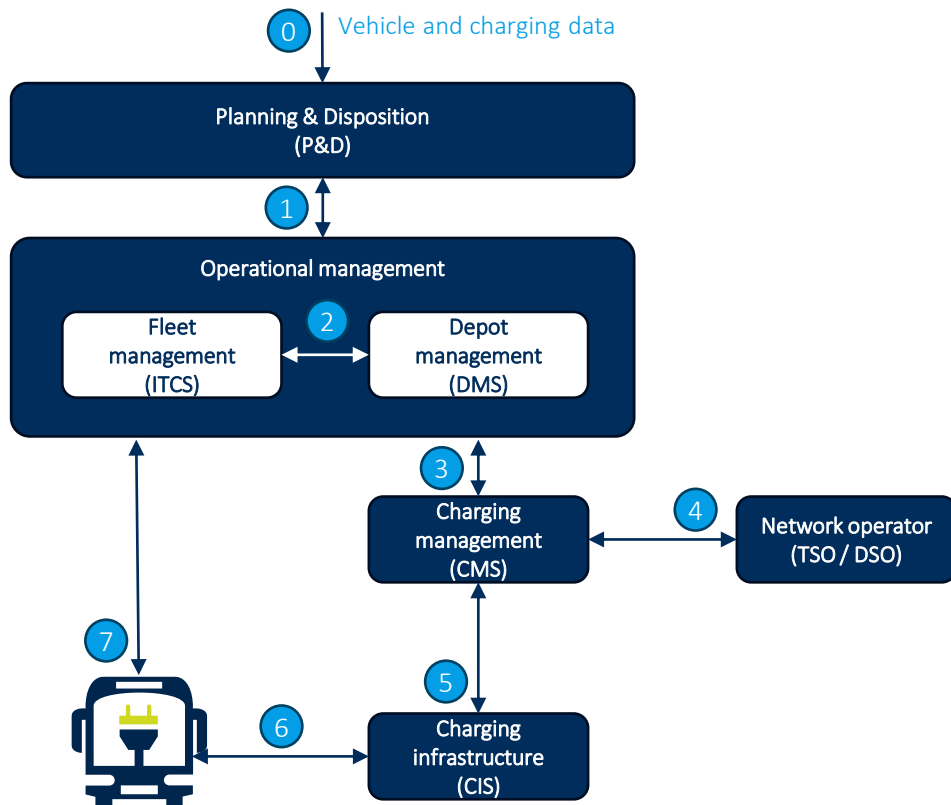 0
Vehicle and charging data
Planning & Disposition
(P&D)
1
Operational management
2
Fleet
management
(ITCS)
Depot
management
(DMS)
3
Charging
management
(CMS)
4
Network operator
(TSO / DSO)
7
5
6
Charging
infrastructure
(CIS)